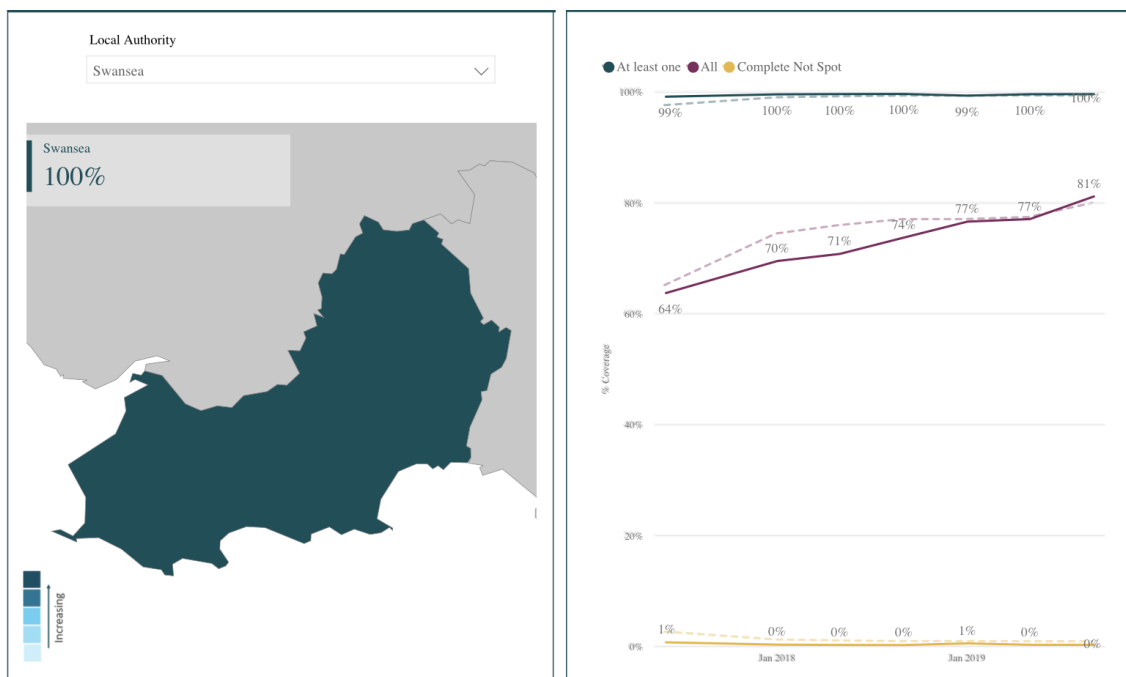 Local Authority
Swansea
Swansea
100%
Increasing
At least one All Complete Not Spot
100%
99% 100% 100% 100% 99% 100% 100%
81%
80%
77% 77%
74%
70% 71%
64%
60%
% Coverage
40%
20%
1% 0% 0% 0% 1% 0% 0%
0%
Jan 2018 Jan 2019